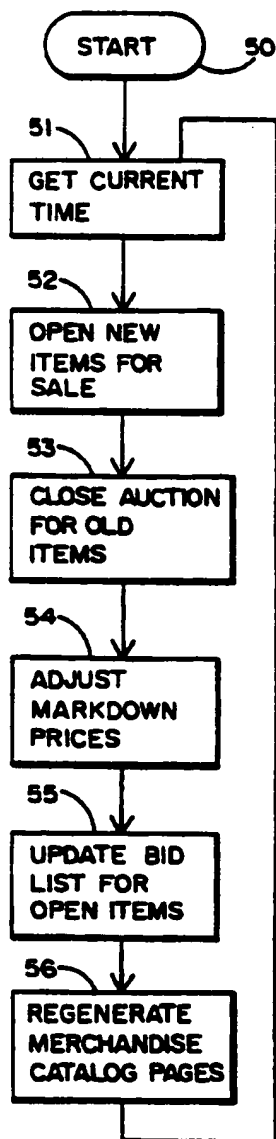 START
50
51
GET CURRENT
TIME
52
OPEN NEW
ITEMS FOR
SALE
53
CLOSE AUCTION
FOR OLD
ITEMS
54
ADJUST
MARKDOWN
PRICES
55
UPDATE BID
LIST FOR
OPEN ITEMS
56
REGENERATE
MERCHANDISE
CATALOG PAGES